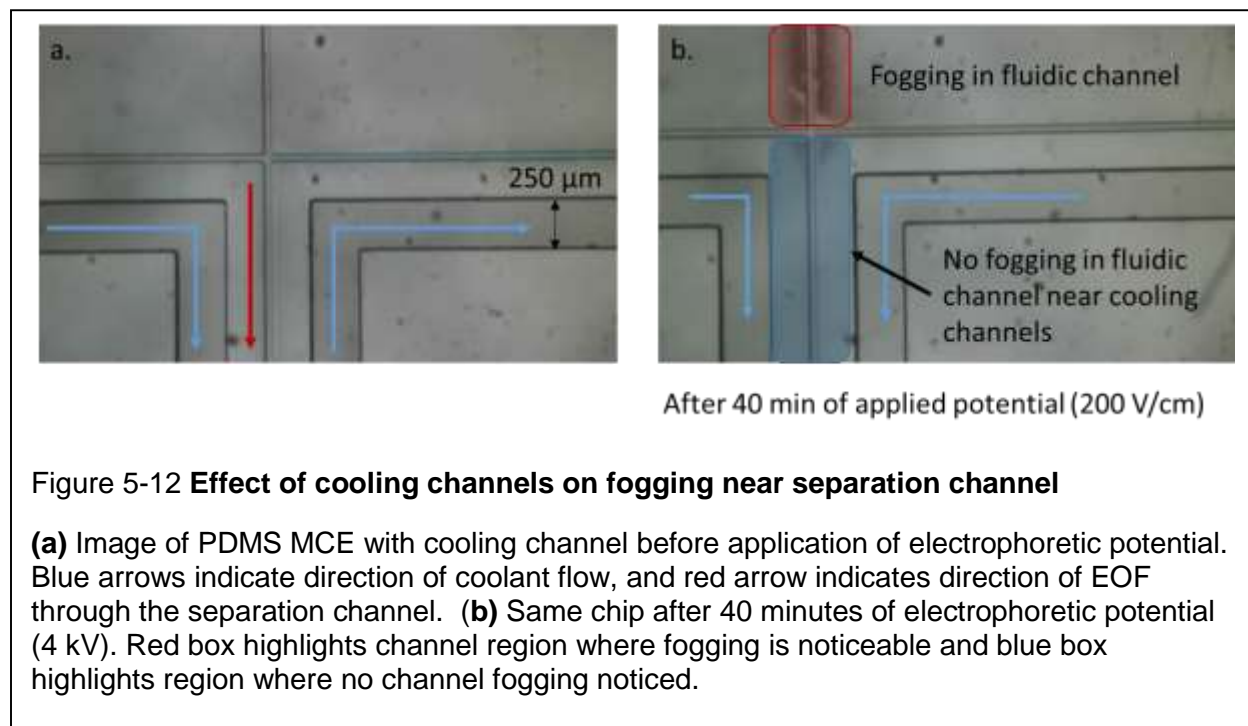 a.
250 µm
b.
Fogging in fluidic channel
No fogging in fluidic
channel near cooling
channels
After 40 min of applied potential (200 V/cm)
Figure 5-12 Effect of cooling channels on fogging near separation channel
(a) Image of PDMS MCE with cooling channel before application of electrophoretic potential.
Blue arrows indicate direction of coolant flow, and red arrow indicates direction of EOF
through the separation channel. (b) Same chip after 40 minutes of electrophoretic potential
(4 kV). Red box highlights channel region where fogging is noticeable and blue box
highlights region where no channel fogging noticed.